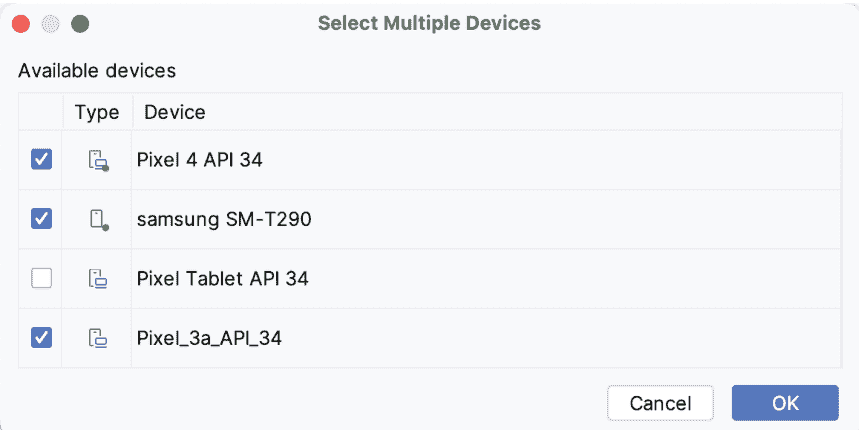 Select Multiple Devices
Available devices
Type Device
Pixel 4 API 34
samsung SM-T290
Pixel Tablet API 34
Pixel_3a_API_34
Cancel OK